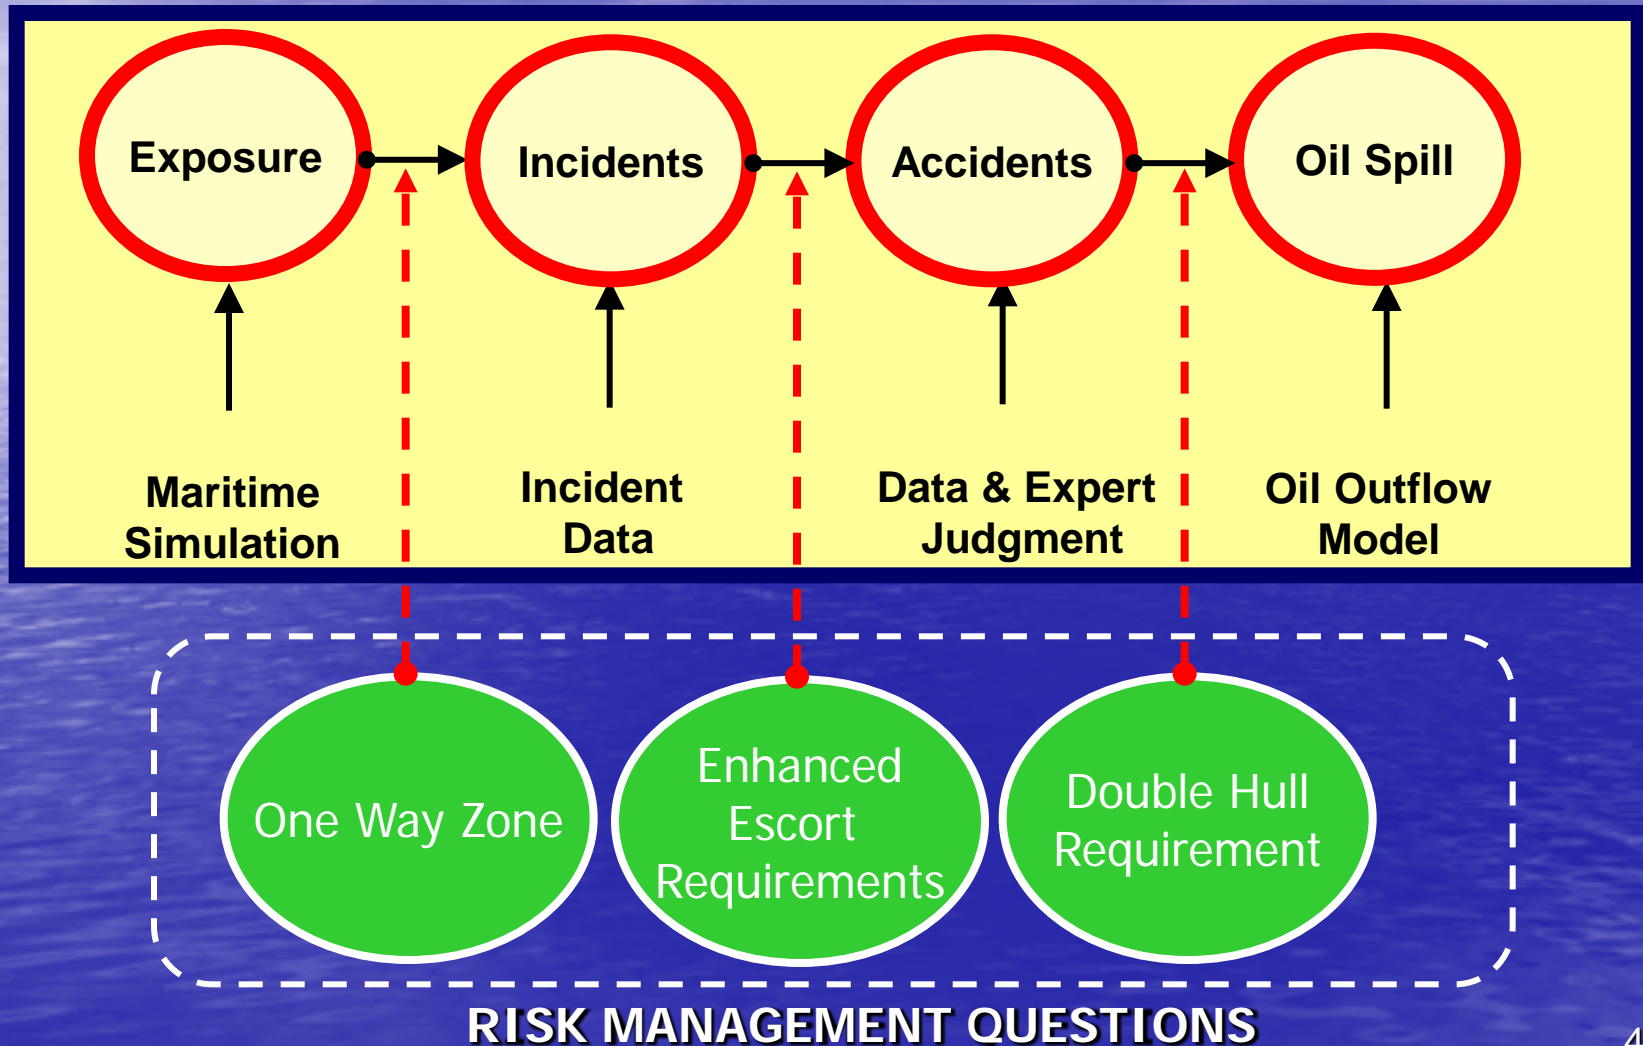 Exposure
Incidents
Accidents
Oil Spill
Maritime
Simulation
Incident
Data
Data & Expert
Judgment
Oil Outflow
Model
One Way Zone
Enhanced
Escort
Requirements
Double Hull
Requirement
RISK MANAGEMENT QUESTIONS